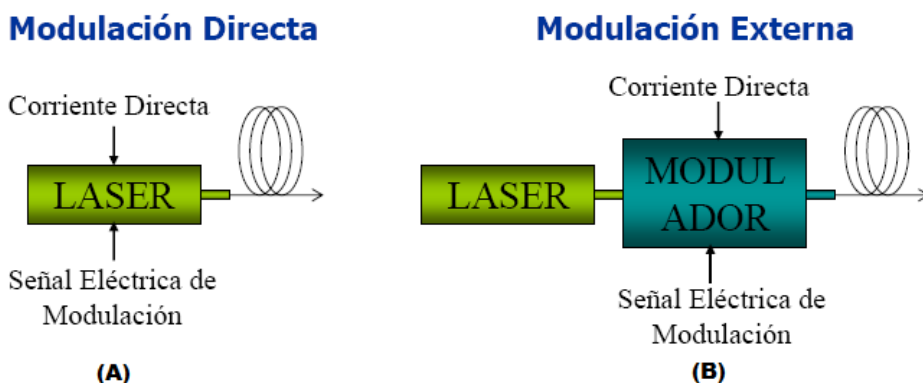 Modulación Directa
Corriente Directa
LASER
Señal Eléctrica de
Modulación
(A)
Modulación Externa
Corriente Directa
LASER
MODUL
ADOR
Señal Eléctrica de
Modulación
(B)